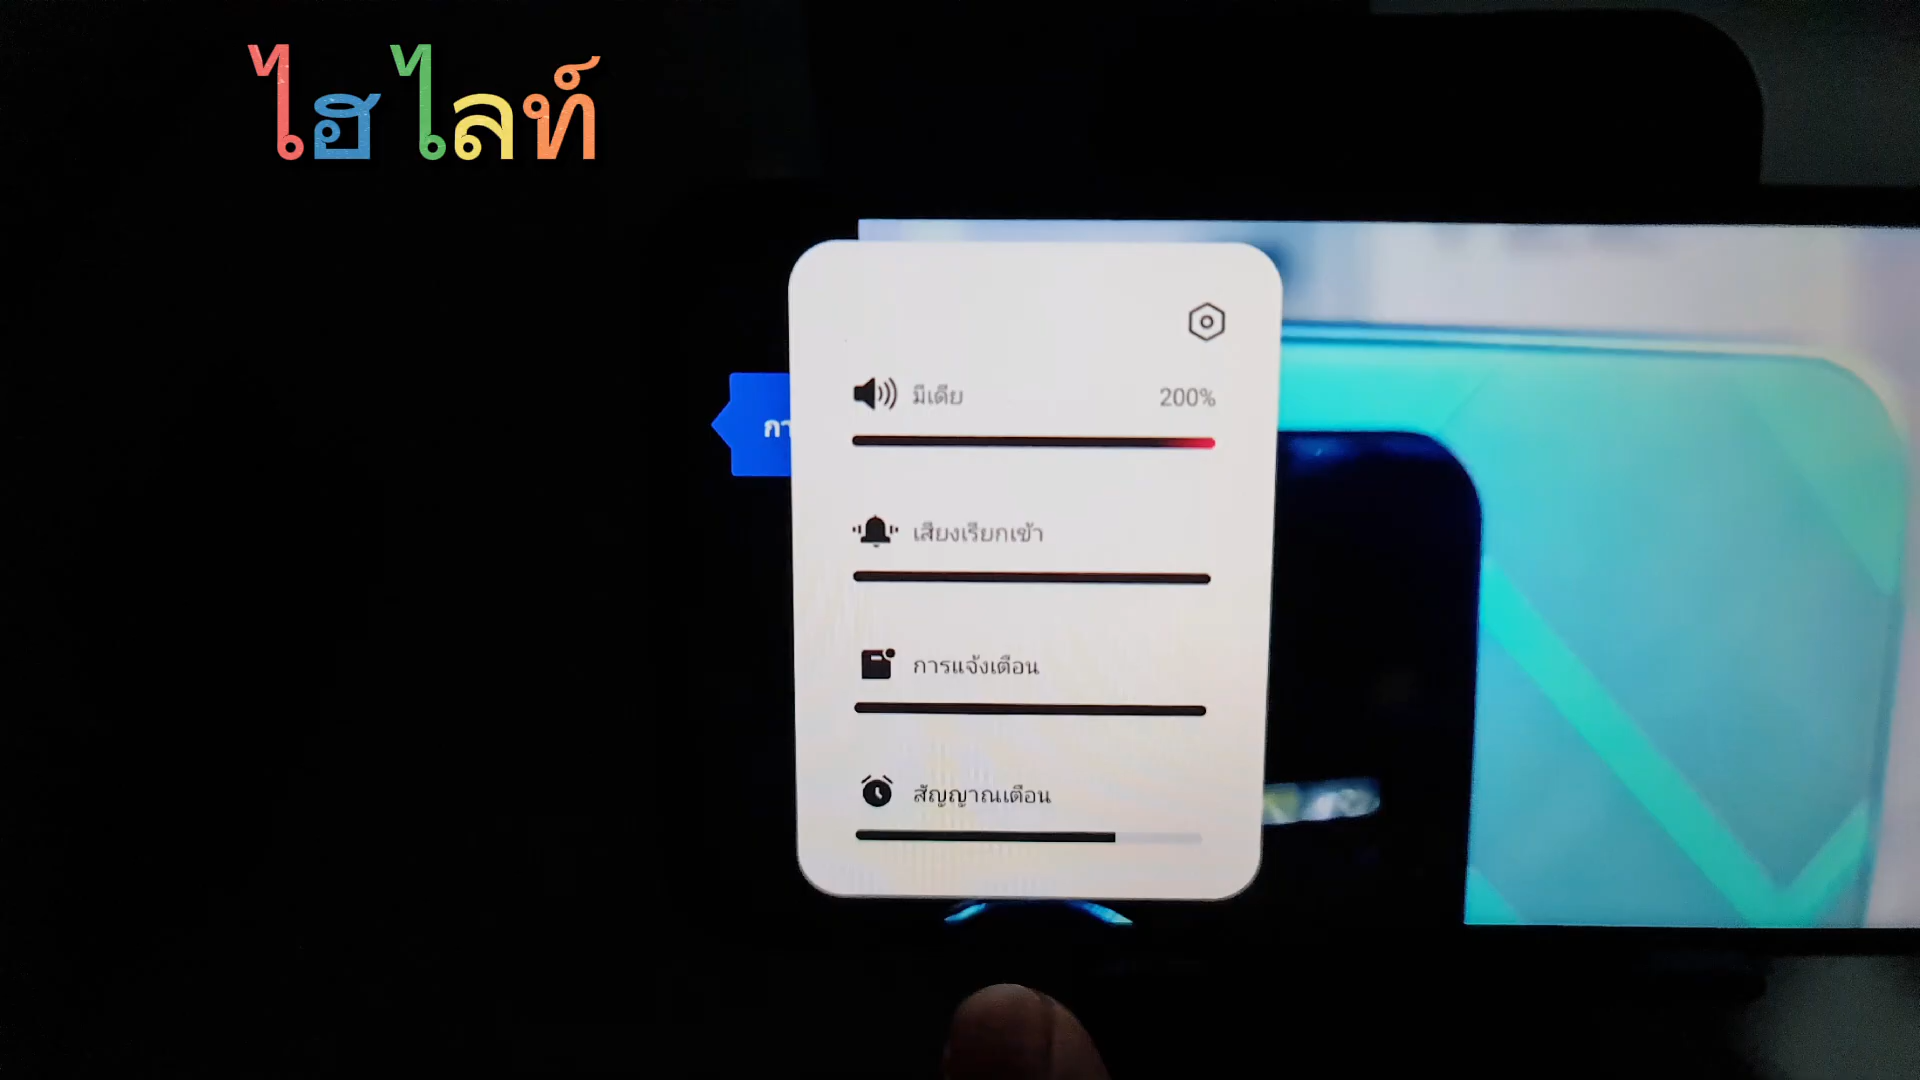 ไฮไลท์
มีเดีย 200%
เสียงเรียกเข้า
การแจ้งเตือน
สัญญาณเตือน